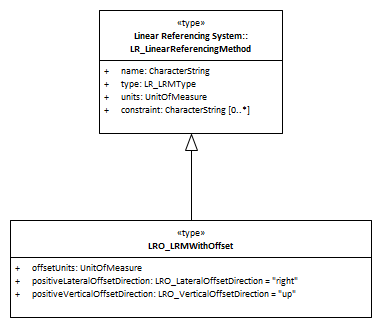 «type»
Linear Referencing System::
LR_LinearReferencingMethod
+ name: CharacterString
+ type: LR_LRMType
+ units: UnitOfMeasure
+ constraint: CharacterString [0..*]
«type»
LRO_LRMWithOffset
+ offsetUnits: UnitOfMeasure
+ positiveLateralOffsetDirection: LRO_LateralOffsetDirection = "right"
+ positiveVerticalOffsetDirection: LRO_VerticalOffsetDirection = "up"